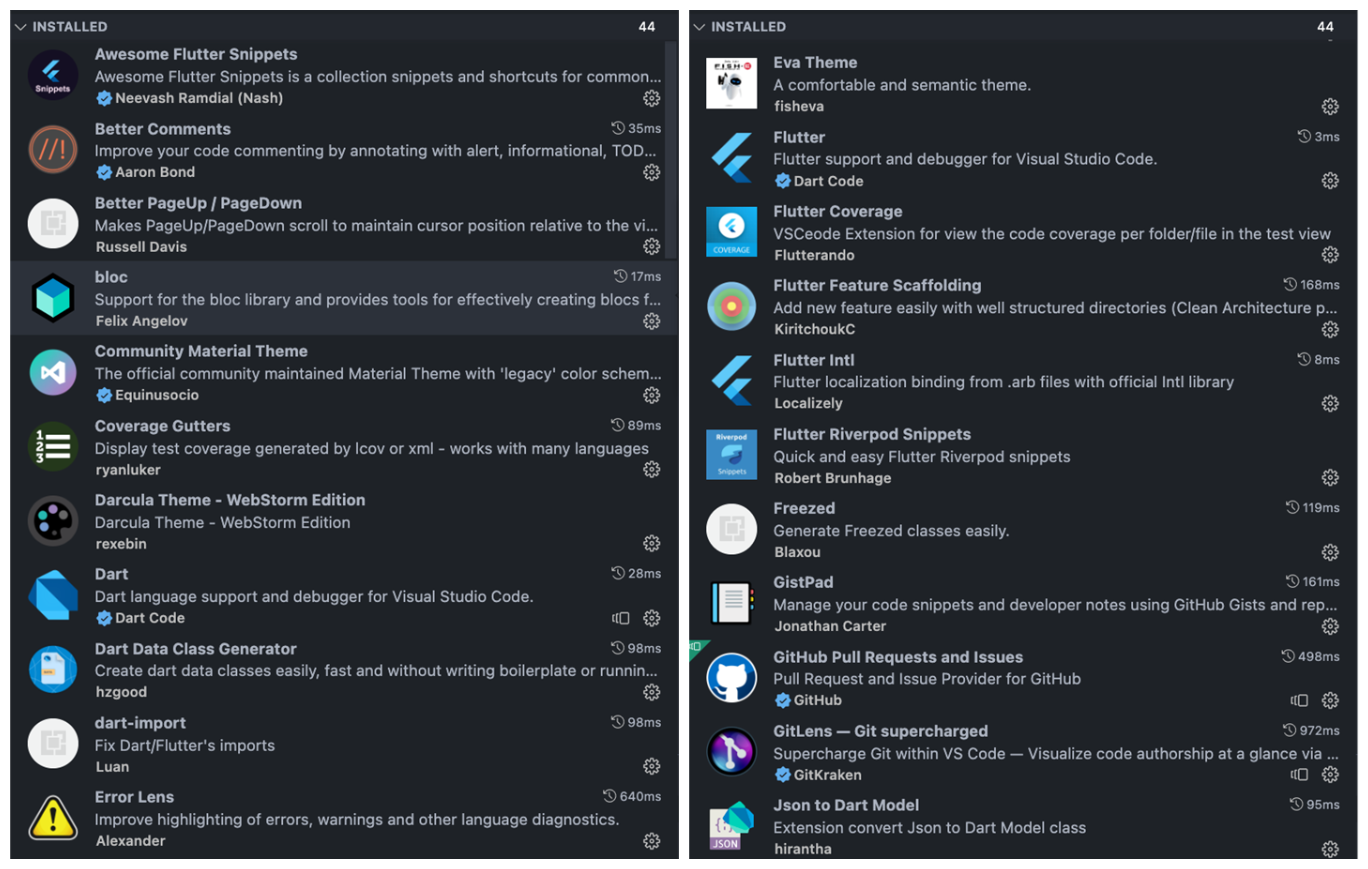 INSTALLED 44
Awesome Flutter Snippets
Awesome Flutter Snippets is a collection snippets and shortcuts for common...
Snippets
Neevash Ramdial (Nash)
Better Comments 35ms
//!
Improve your code commenting by annotating with alert, informational, TOD...
Aaron Bond
Better PageUp / PageDown
Makes PageUp/PageDown scroll to maintain cursor position relative to the vi...
Russell Davis
bloc 17ms
Support for the bloc library and provides tools for effectively creating blocs f...
Felix Angelov
Community Material Theme
The official community maintained Material Theme with 'legacy' color schem...
Equinusocio
Coverage Gutters 89ms
1
2
3
Display test coverage generated by lcov or xml - works with many languages
ryanluker
Darcula Theme - WebStorm Edition
Darcula Theme - WebStorm Edition
rexebin
Dart 28ms
Dart language support and debugger for Visual Studio Code.
Dart Code
Dart Data Class Generator 98ms
Create dart data classes easily, fast and without writing boilerplate or runnin...
hzgood
dart-import 98ms
Fix Dart/Flutter's imports
Luan
Error Lens 640ms
Improve highlighting of errors, warnings and other language diagnostics.
Alexander
INSTALLED 44
Eva Theme
FISH
A comfortable and semantic theme.
fisheva
Flutter 3ms
Flutter support and debugger for Visual Studio Code.
Dart Code
Flutter Coverage
VSCeode Extension for view the code coverage per folder/file in the test view
COVERAGE
Flutterando
Flutter Feature Scaffolding 168ms
Add new feature easily with well structured directories (Clean Architecture p...
KiritchoukC
Flutter Intl 8ms
Flutter localization binding from .arb files with official Intl library
Localizely
Flutter Riverpod Snippets
Riverpod
Quick and easy Flutter Riverpod snippets
Snippets
Robert Brunhage
Freezed 119ms
Generate Freezed classes easily.
Blaxou
GistPad 161ms
Manage your code snippets and developer notes using GitHub Gists and rep...
Jonathan Carter
GitHub Pull Requests and Issues 498ms
Pull Request and Issue Provider for GitHub
GitHub
GitLens — Git supercharged 972ms
Supercharge Git within VS Code — Visualize code authorship at a glance via ...
GitKraken
Json to Dart Model 95ms
Extension convert Json to Dart Model class
JSON
hirantha